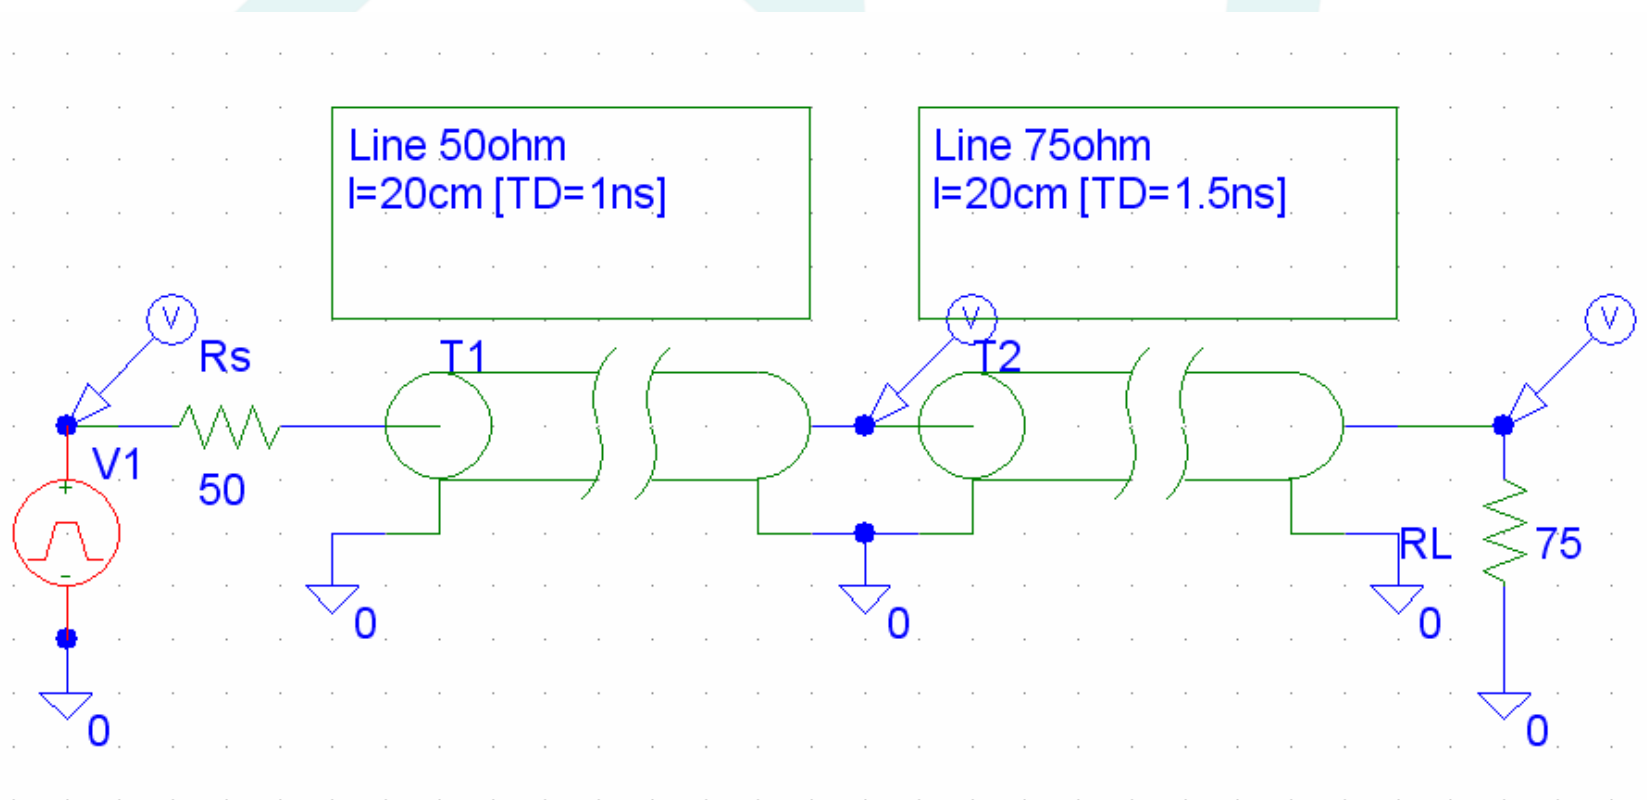 Line 50ohm
l=20cm [TD=1ns]
Line 75ohm
l=20cm [TD=1.5ns]
V
V
V
Rs
T1
T2
V1
50
+
-
RL
75
0
0
0
0
0